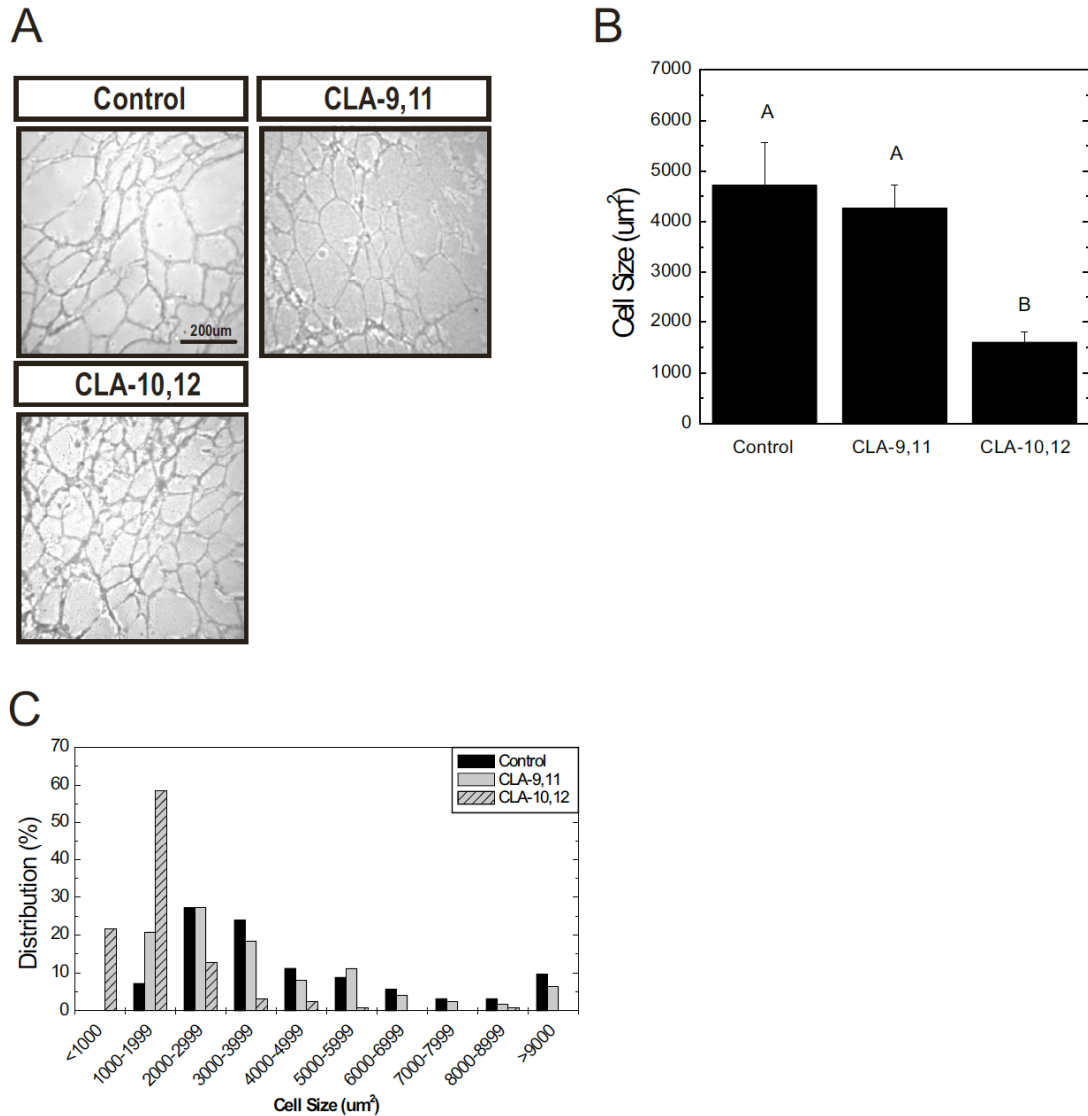 A
Control
CLA-9,11
200um
CLA-10,12
B
7000
6000
5000
4000
3000
2000
1000
0
Cell Size (um²)
A
A
B
Control CLA-9,11 CLA-10,12
C
70
60
50
40
30
20
10
0
Distribution (%)
Control
CLA-9,11
CLA-10,12
<1000 1000-1999 2000-2999 3000-3999 4000-4999 5000-5999 6000-6999 7000-7999 8000-8999 >9000
Cell Size (um²)